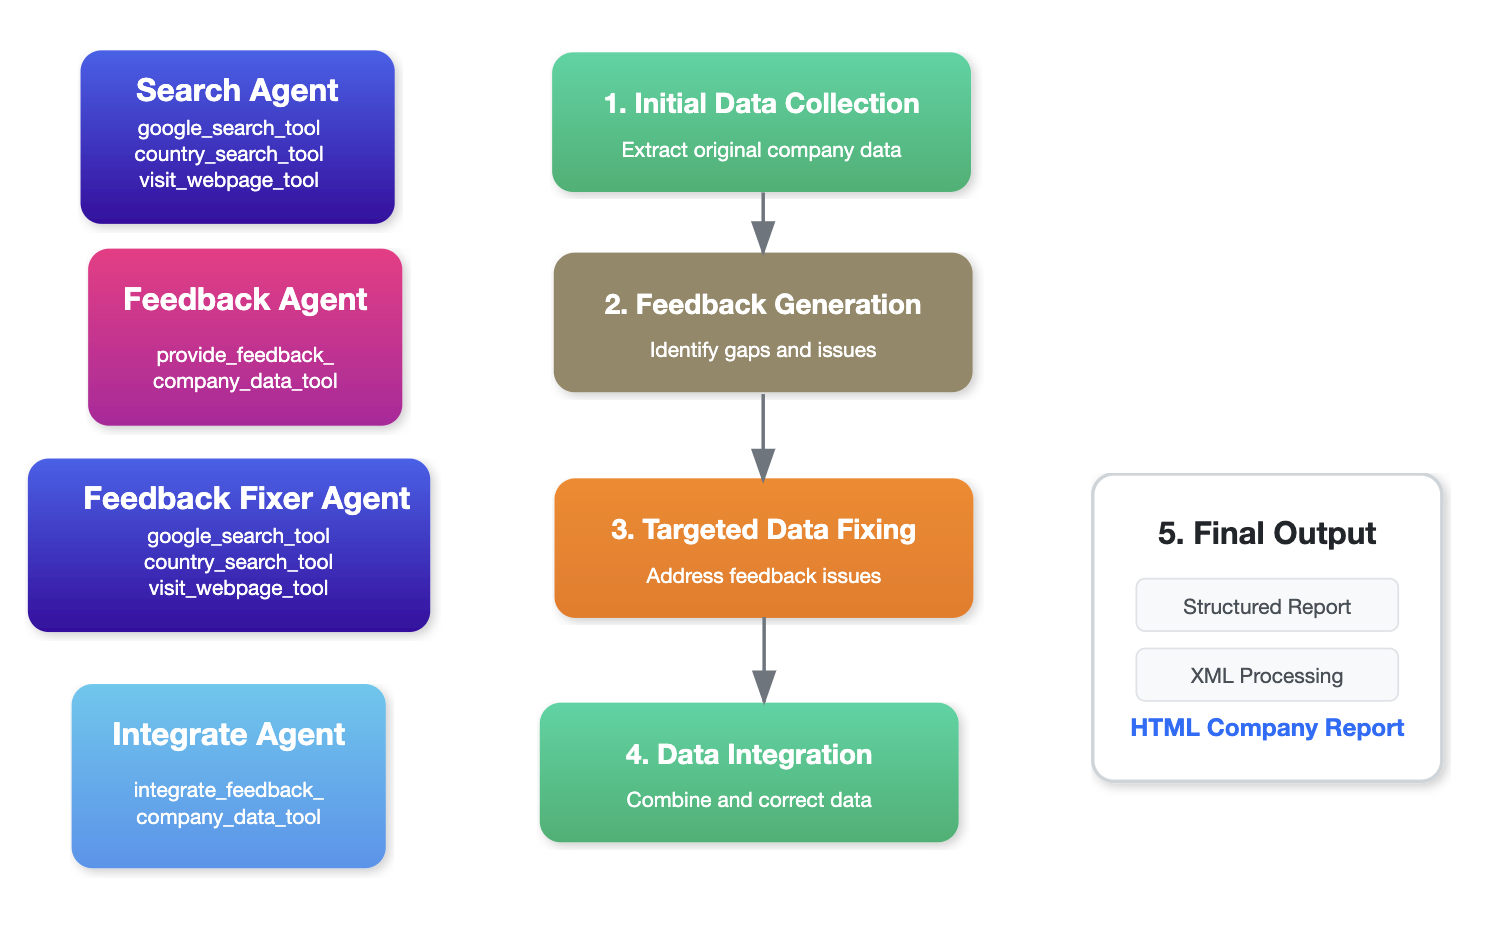 Search Agent
google_search_tool
country_search_tool
visit_webpage_tool
Feedback Agent
provide_feedback_
company_data_tool
Feedback Fixer Agent
google_search_tool
country_search_tool
visit_webpage_tool
Integrate Agent
integrate_feedback_
company_data_tool
1. Initial Data Collection
Extract original company data
2. Feedback Generation
Identify gaps and issues
3. Targeted Data Fixing
Address feedback issues
4. Data Integration
Combine and correct data
5. Final Output
Structured Report
XML Processing
HTML Company Report